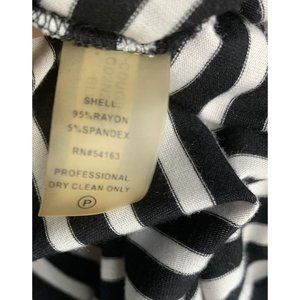 SHELL
95%RAYON
5%SPANDEX
RN#54163
PROFESSIONAL
DRY CLEAN ONLY
P